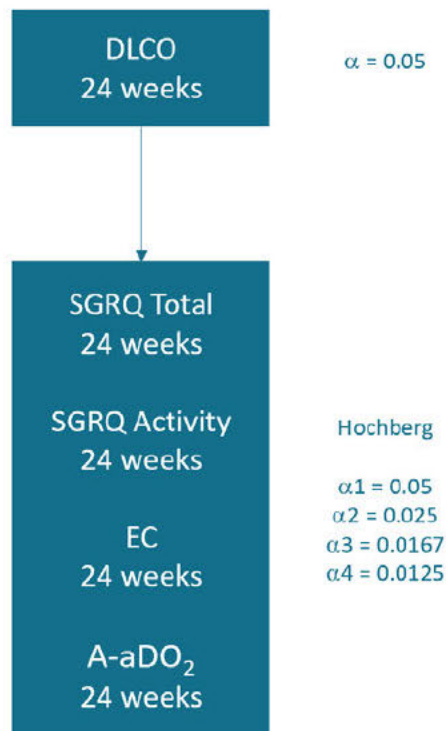 DLCO
24 weeks
α = 0.05
SGRQ Total
24 weeks
SGRQ Activity
24 weeks
EC
24 weeks
A-aDO₂
24 weeks
Hochberg
α1 = 0.05
α2 = 0.025
α3 = 0.0167
α4 = 0.0125